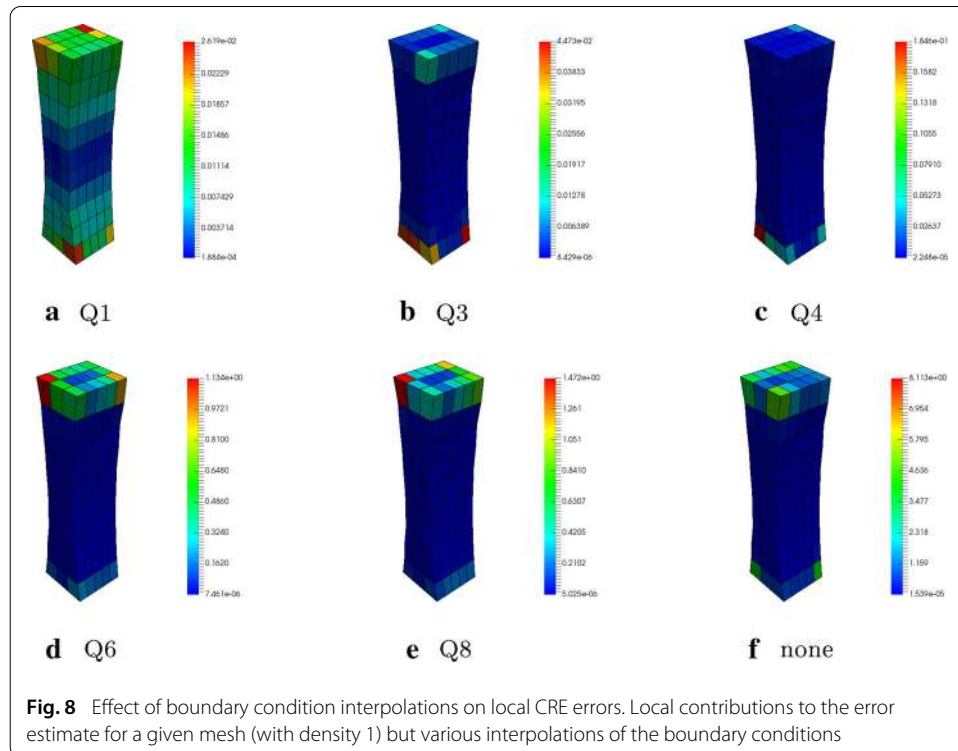 2.619e-02
0.02229
0.01857
0.01486
0.01114
0.007429
0.003714
1.884e-04
a Q1
4.473e-02
0.03833
0.03195
0.02556
0.01917
0.01278
0.006389
b Q3
1.846e-01
0.1582
0.1318
0.1055
0.07910
0.05273
0.02637
2.246e-05
c Q4
1.134e+00
0.9721
0.8100
0.6480
0.4860
0.3240
0.1620
7.461e-06
d Q6
1.472e+00
1.261
1.051
0.8410
0.6307
0.4205
0.2102
5.025e-06
e Q8
6.954
5.795
4.636
3.477
2.318
1.159
1.539e-05
f none
Fig. 8 Effect of boundary condition interpolations on local CRE errors. Local contributions to the error
estimate for a given mesh (with density 1) but various interpolations of the boundary conditions